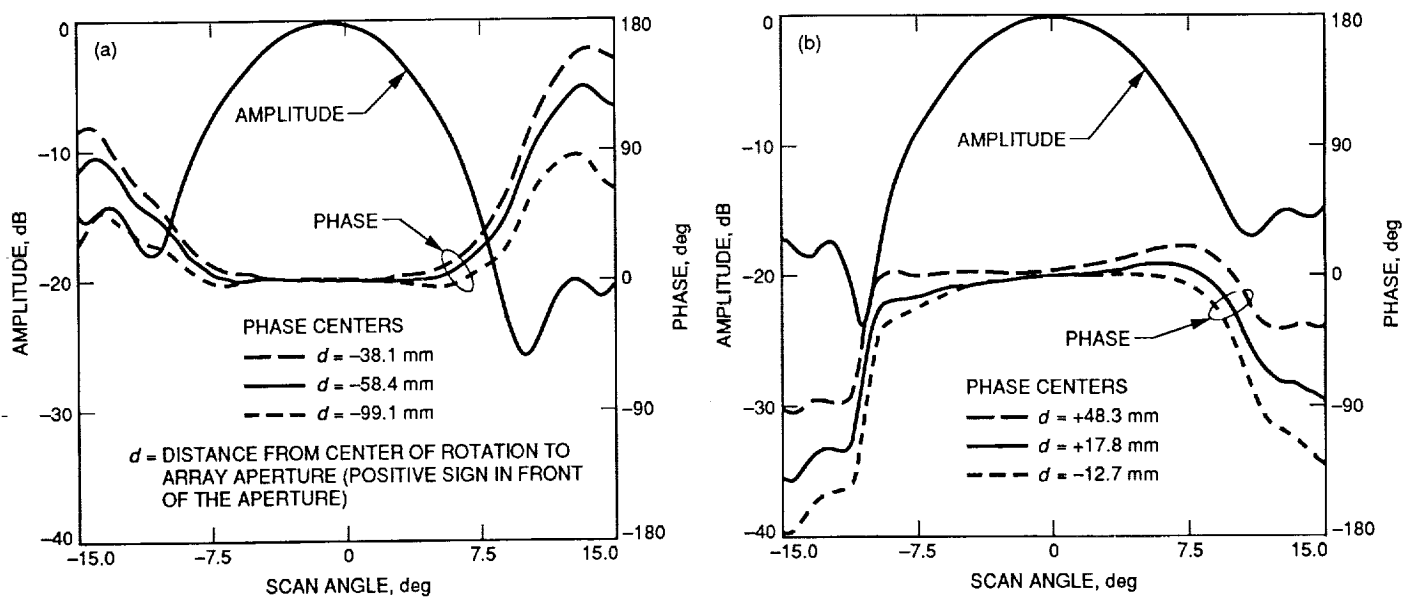 (a)
AMPLITUDE
PHASE
PHASE CENTERS
d = −38.1 mm
d = −58.4 mm
d = −99.1 mm
d = DISTANCE FROM CENTER OF ROTATION TO
ARRAY APERTURE (POSITIVE SIGN IN FRONT
OF THE APERTURE)
0
−10
−20
−30
−40
AMPLITUDE, dB
180
90
0
−90
−180
PHASE, deg
−15.0
−7.5
0
7.5
15.0
SCAN ANGLE, deg
(b)
AMPLITUDE
PHASE
PHASE CENTERS
d = +48.3 mm
d = +17.8 mm
d = −12.7 mm
0
−10
−20
−30
−40
AMPLITUDE, dB
180
90
0
−90
−180
PHASE, deg
−15.0
−7.5
0
7.5
15.0
SCAN ANGLE, deg